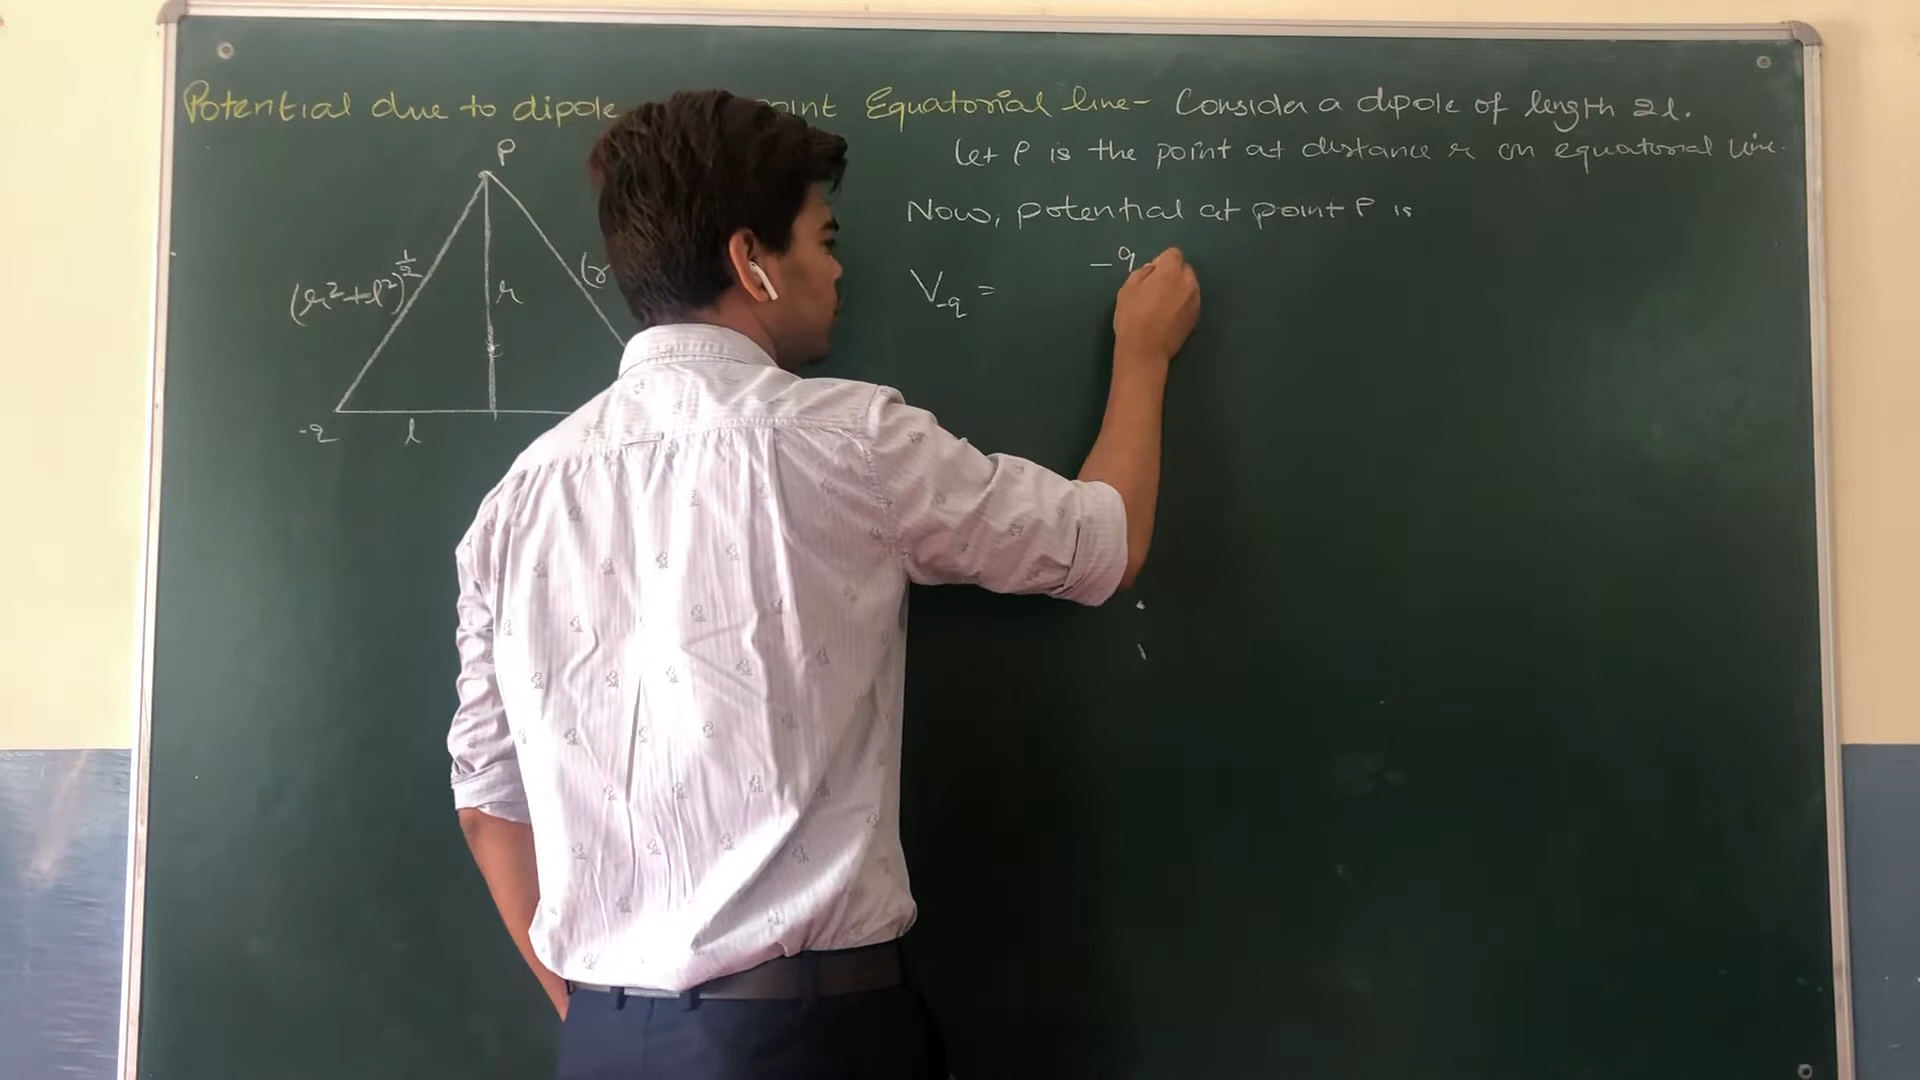 Potential due to dipole point Equatorial line - Consider a dipole of length 2l.
Let P is the point at distance r on equatorial line.
Now, potential at point P is
V-q = -q
P
(r²+l²)^1/2
r
(r
-q
l